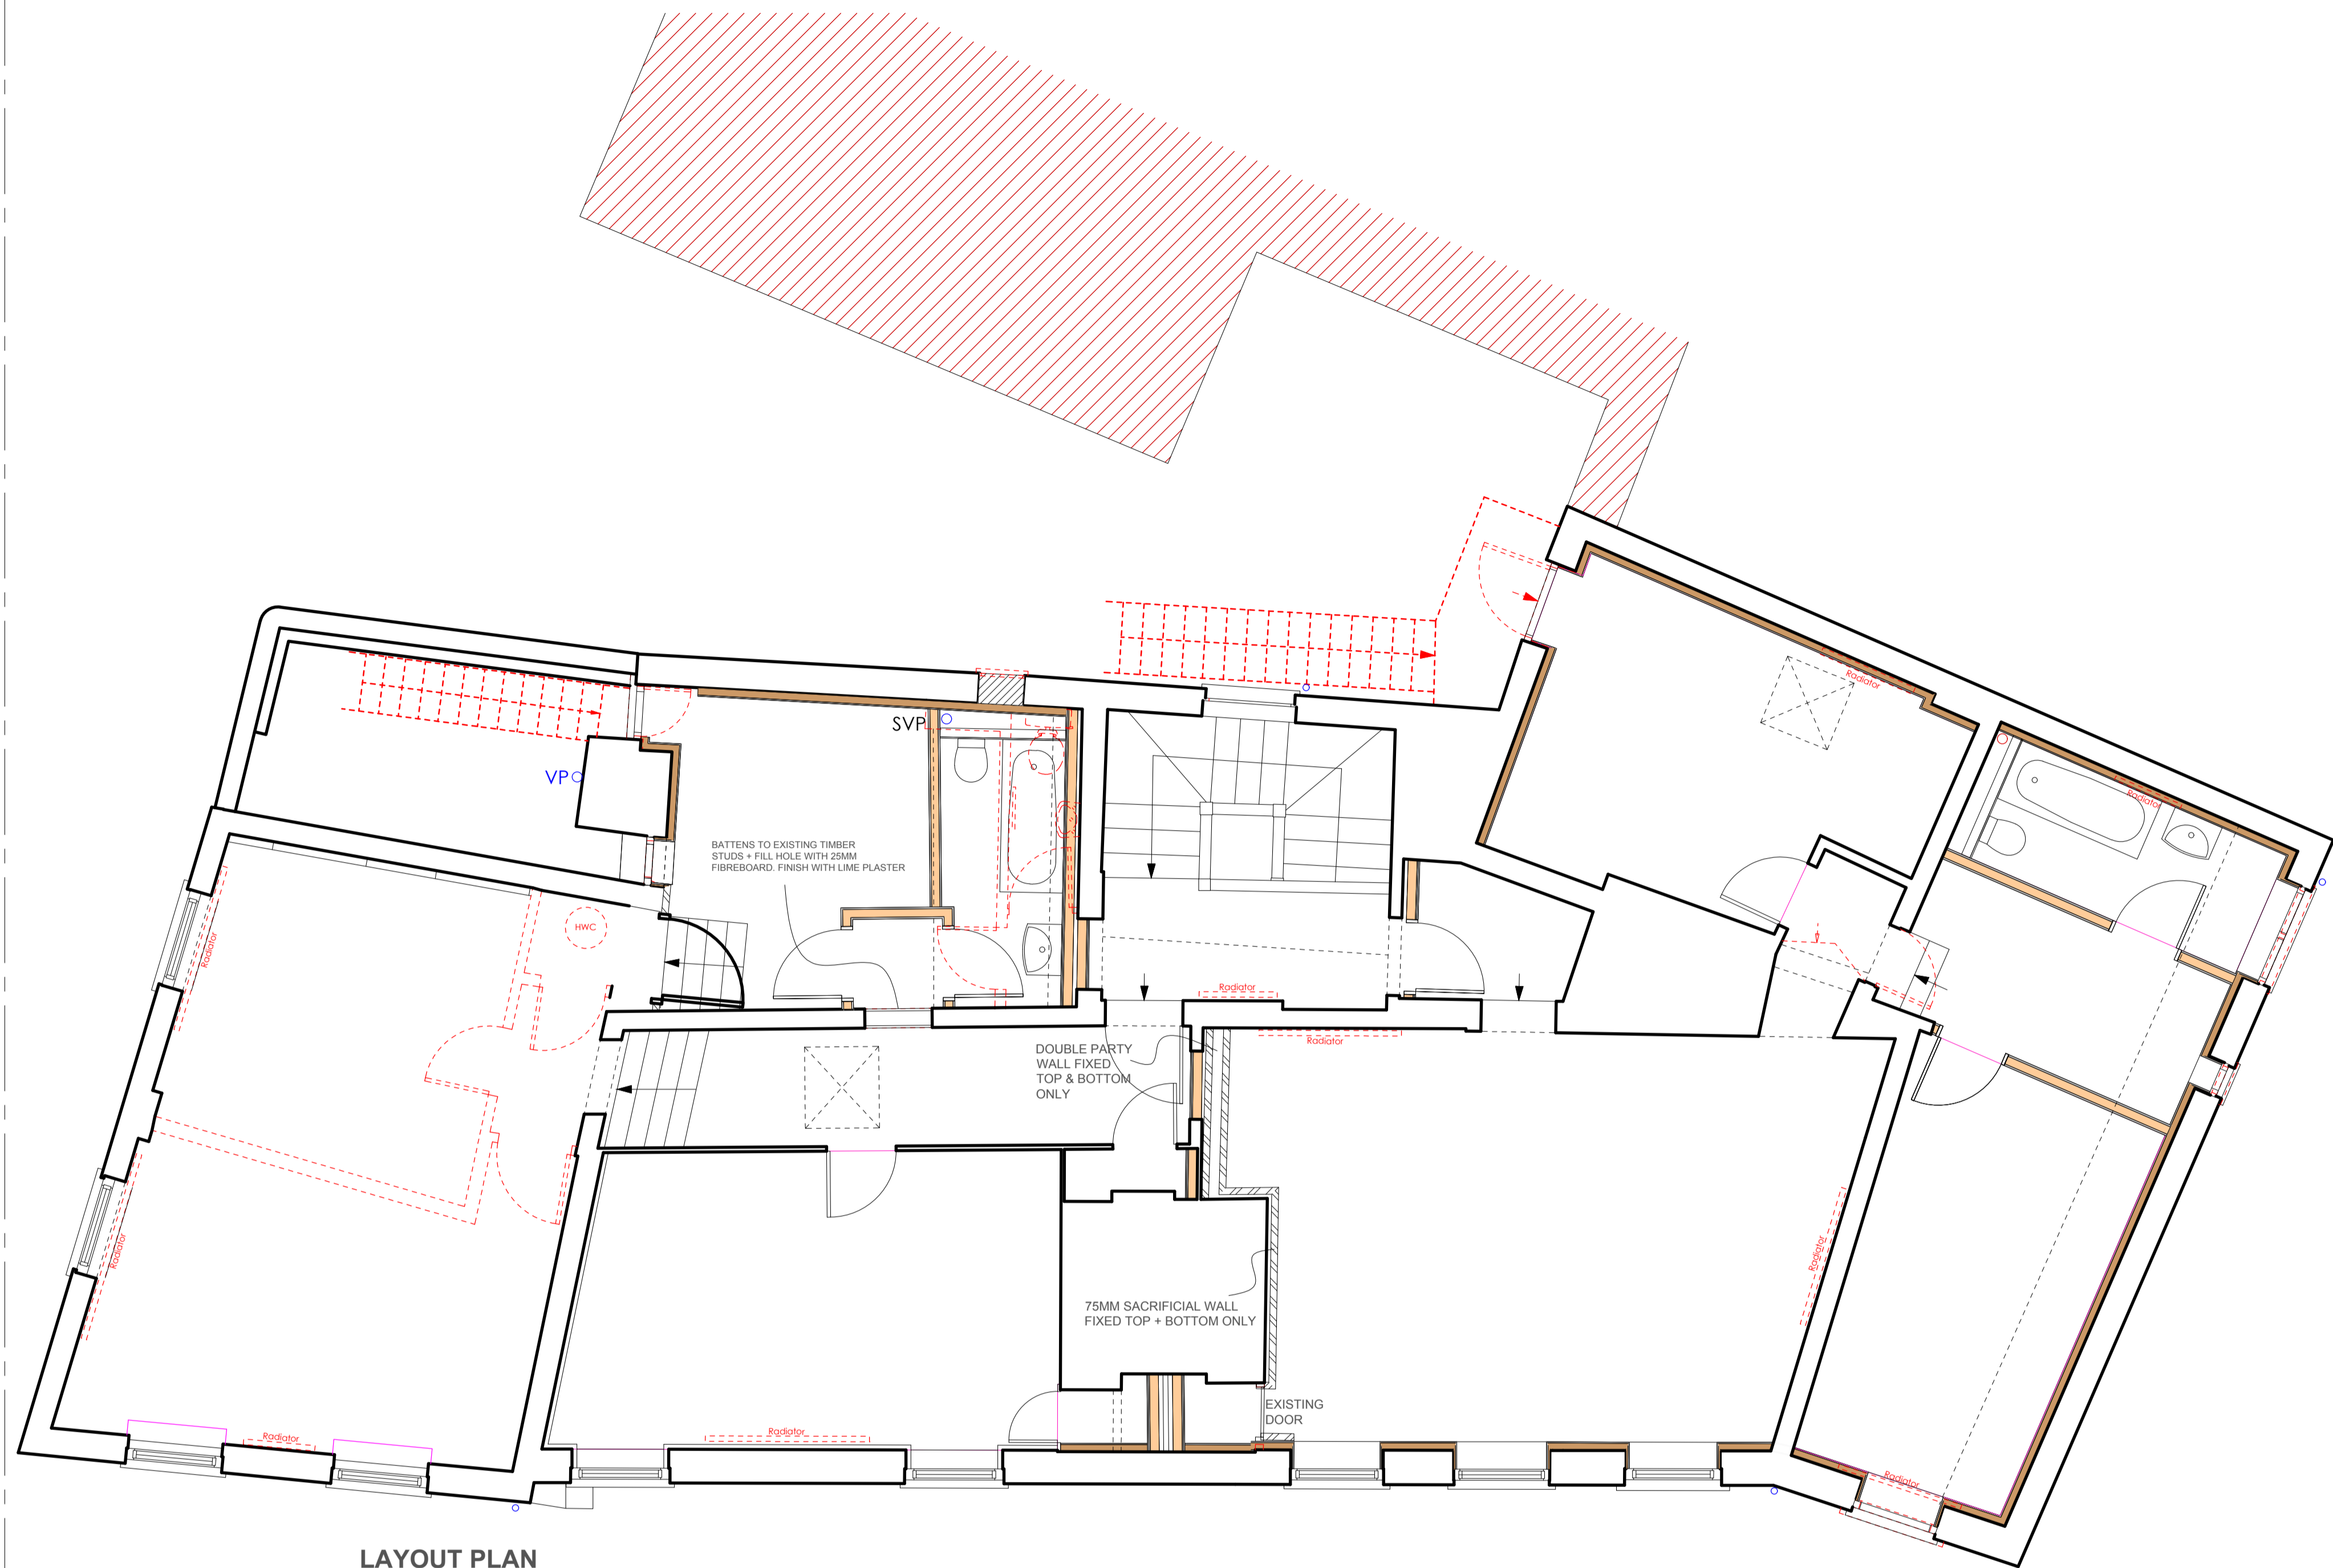 Radiator
SVP
VP
Radiator
BATTENS TO EXISTING TIMBER
STUDS + FILL HOLE WITH 25MM
FIBREBOARD. FINISH WITH LIME PLASTER
HWC
Radiator
Radiator
Radiator
DOUBLE PARTY
WALL FIXED
TOP & BOTTOM
ONLY
Radiator
Radiator
Radiator
75MM SACRIFICIAL WALL
FIXED TOP + BOTTOM ONLY
EXISTING
DOOR
Radiator
Radiator
Radiator
LAYOUT PLAN